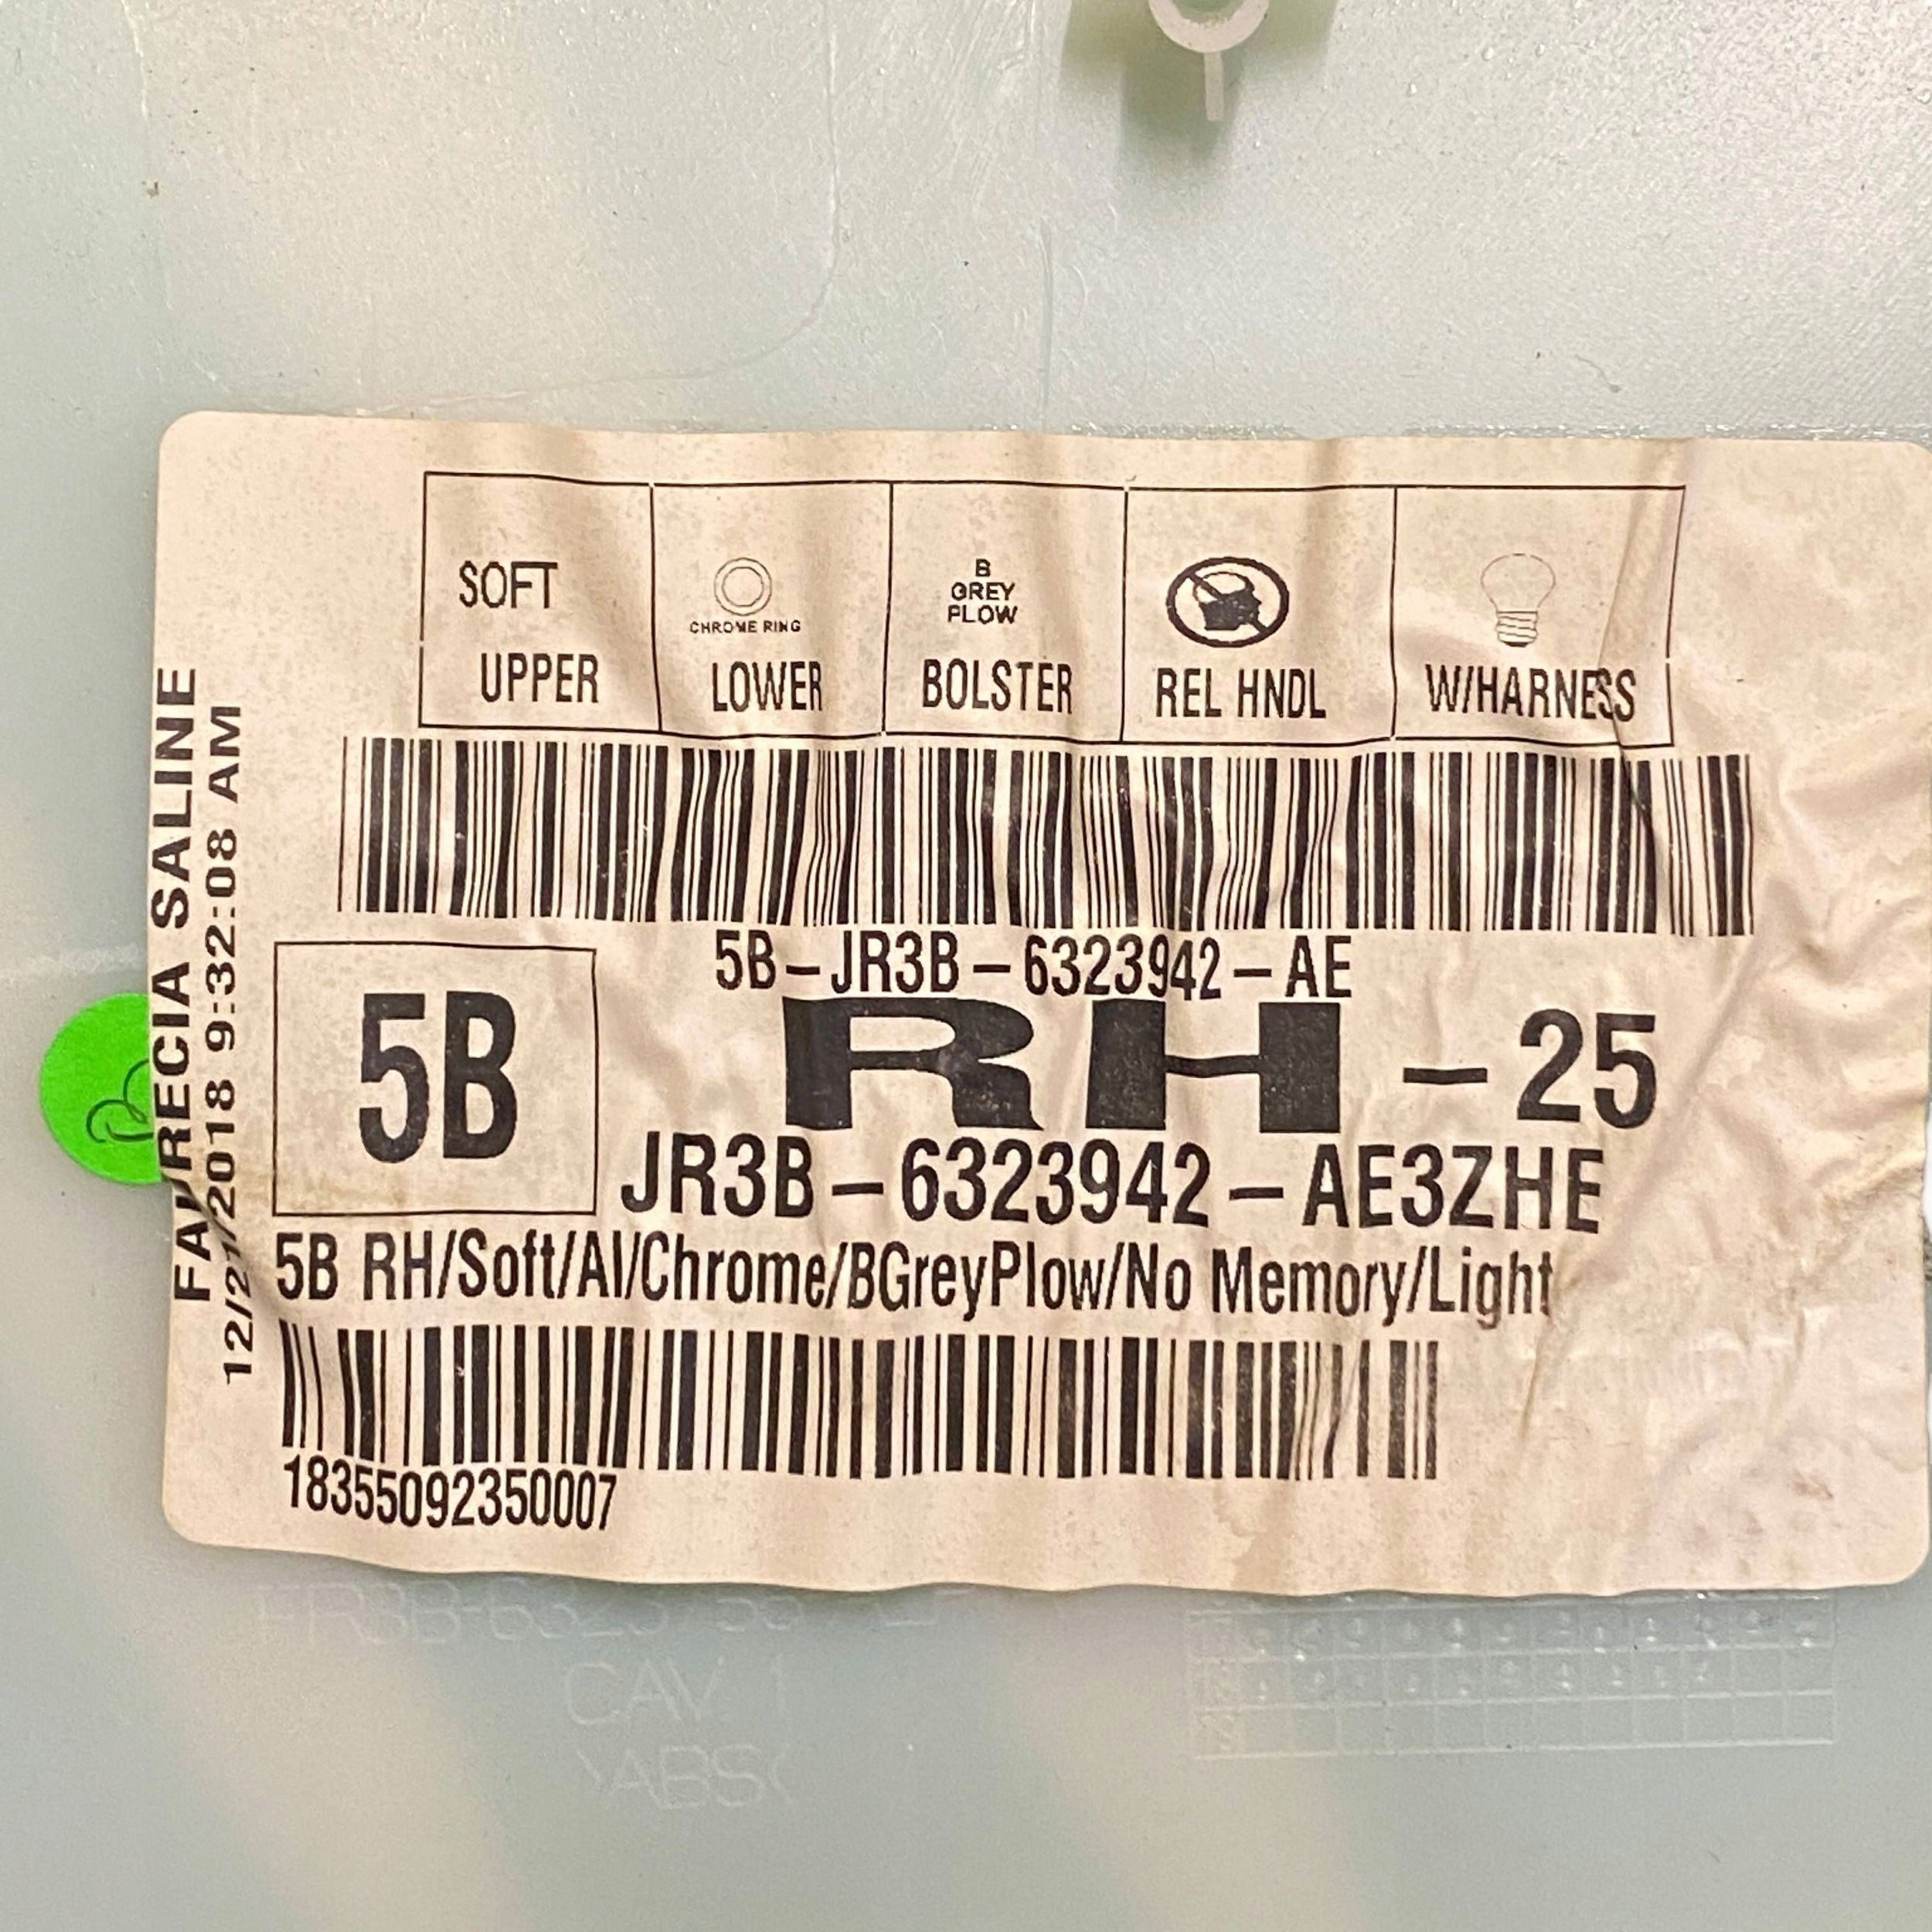 SOFT
CHROME RING
B
GREY
PLOW
UPPER
LOWER
BOLSTER
REL HNDL
W/HARNESS
FAURECIA SALINE
12/21/2018 9:32:08 AM
5B-JR3B-6323942-AE
5B
RH -25
JR3B-6323942-AE3ZHE
5B RH/Soft/Al/Chrome/BGreyPlow/No Memory/Light
18355092350007
CAV. 1
>ABS<